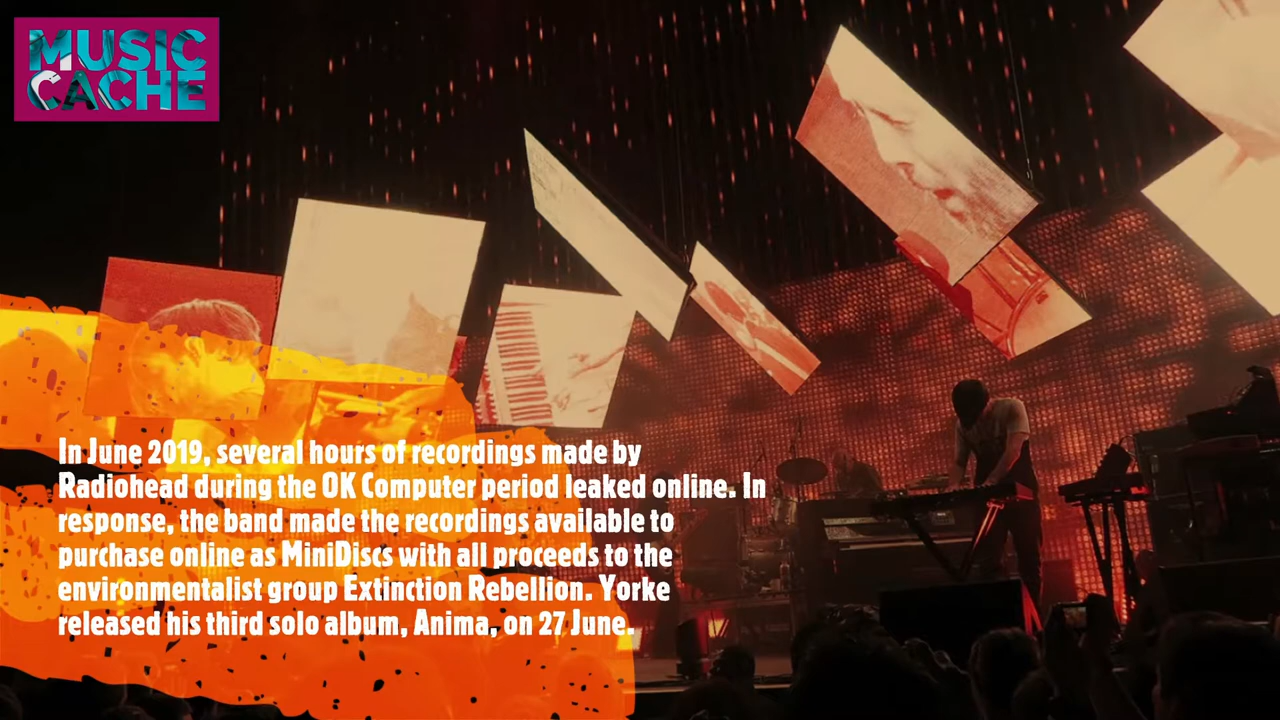 MUSIC
CACHE
In June 2019, several hours of recordings made by
Radiohead during the OK Computer period leaked online. In
response, the band made the recordings available to
purchase online as MiniDiscs with all proceeds to the
environmentalist group Extinction Rebellion. Yorke
released his third solo album, Anima, on 27 June.